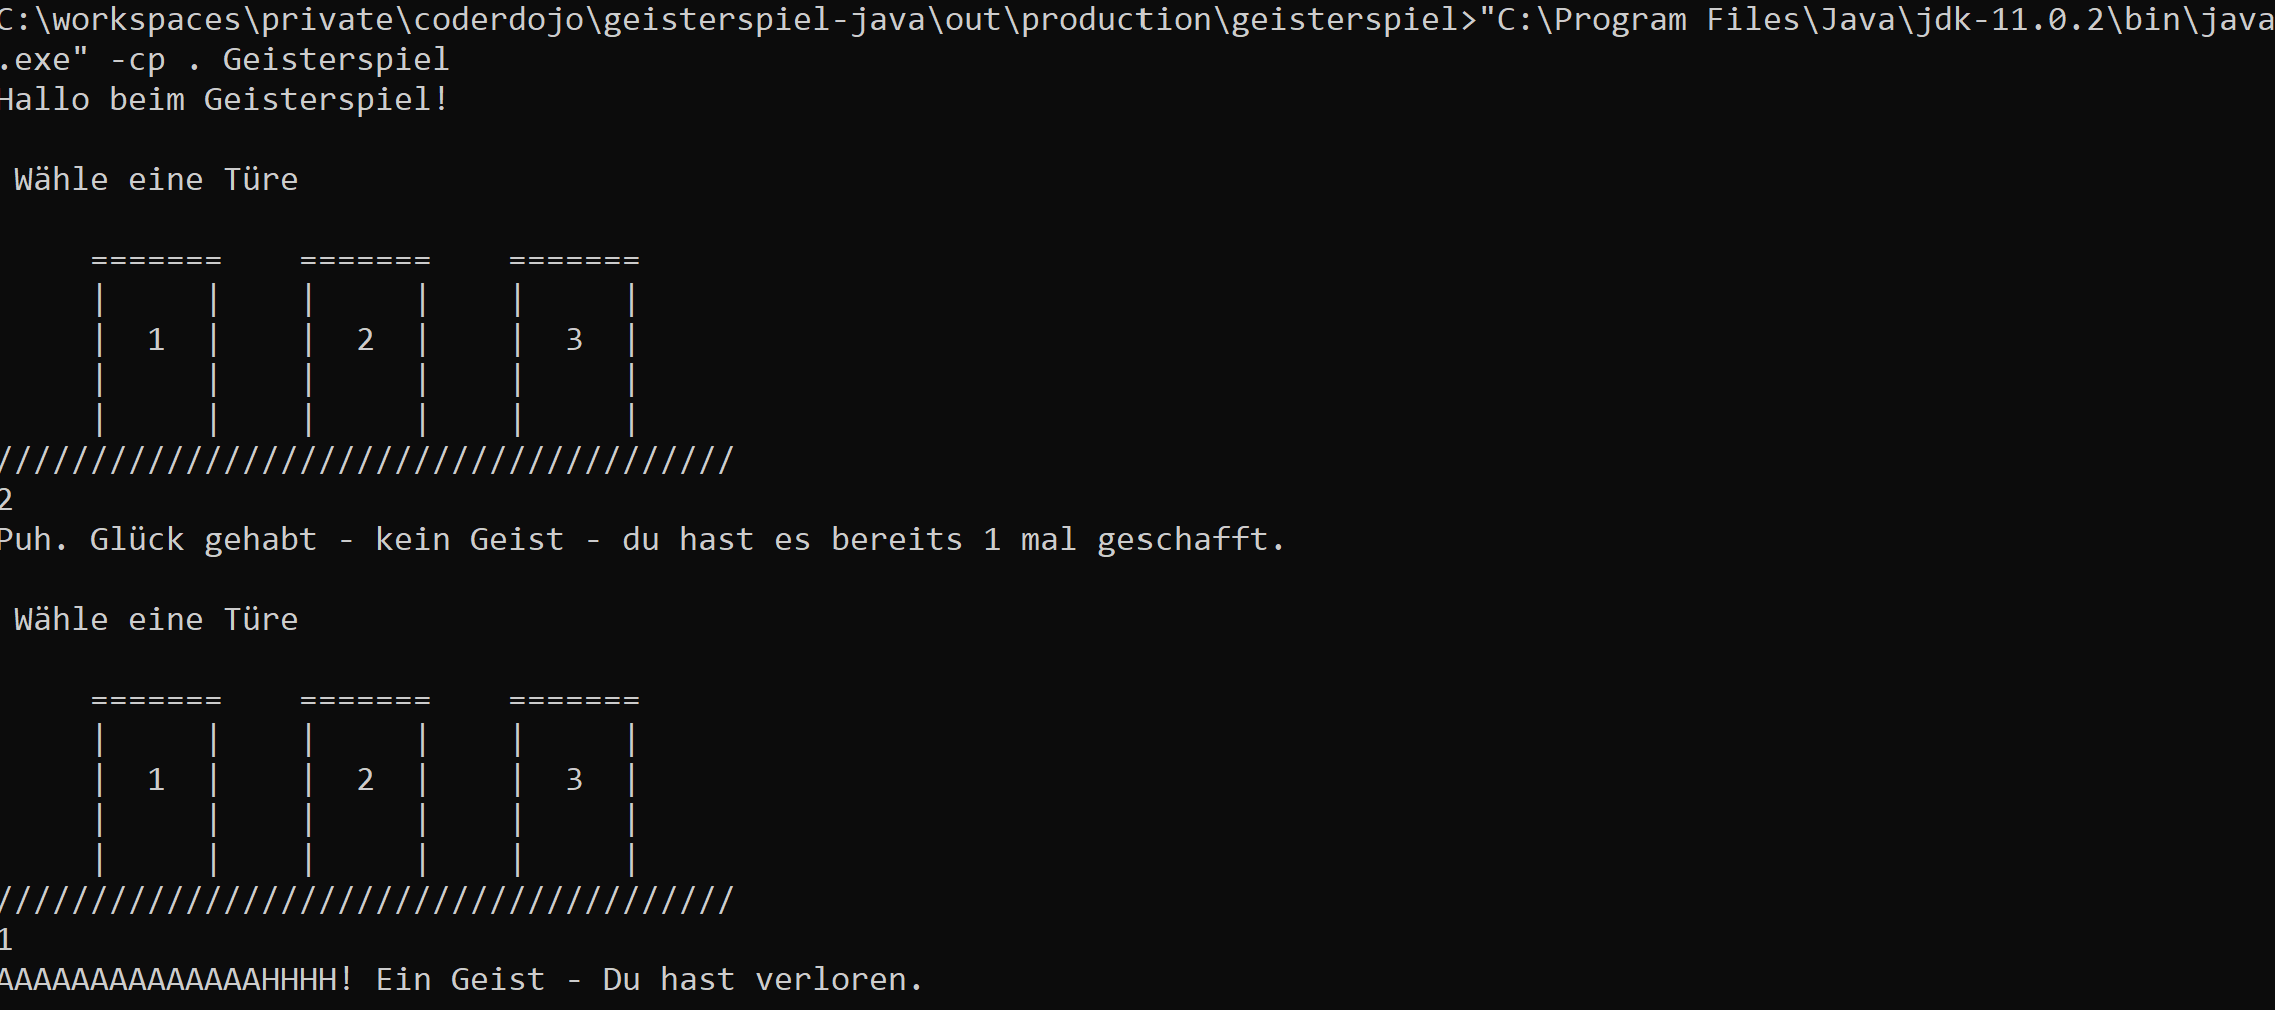 C:\workspaces\private\coderdojo\geisterspiel-java\out\production\geisterspiel>"C:\Program Files\Java\jdk-11.0.2\bin\java
.exe" -cp . Geisterspiel
Hallo beim Geisterspiel!

 Wähle eine Türe

     =======    =======    =======
     |     |    |     |    |     |
     |  1  |    |  2  |    |  3  |
     |     |    |     |    |     |
     |     |    |     |    |     |
///////////////////////////////////////
2
Puh. Glück gehabt - kein Geist - du hast es bereits 1 mal geschafft.

 Wähle eine Türe

     =======    =======    =======
     |     |    |     |    |     |
     |  1  |    |  2  |    |  3  |
     |     |    |     |    |     |
     |     |    |     |    |     |
///////////////////////////////////////
1
AAAAAAAAAAAAAAHHHH! Ein Geist - Du hast verloren.